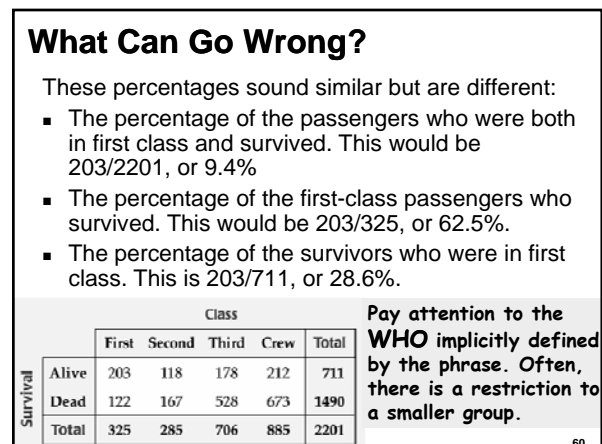 What Can Go Wrong?
These percentages sound similar but are different:
▪ The percentage of the passengers who were both
in first class and survived. This would be
203/2201, or 9.4%
▪ The percentage of the first-class passengers who
survived. This would be 203/325, or 62.5%.
▪ The percentage of the survivors who were in first
class. This is 203/711, or 28.6%.
Class
First Second Third Crew Total
Survival
Alive 203 118 178 212 711
Dead 122 167 528 673 1490
Total 325 285 706 885 2201
Pay attention to the
WHO implicitly defined
by the phrase. Often,
there is a restriction to
a smaller group.
60